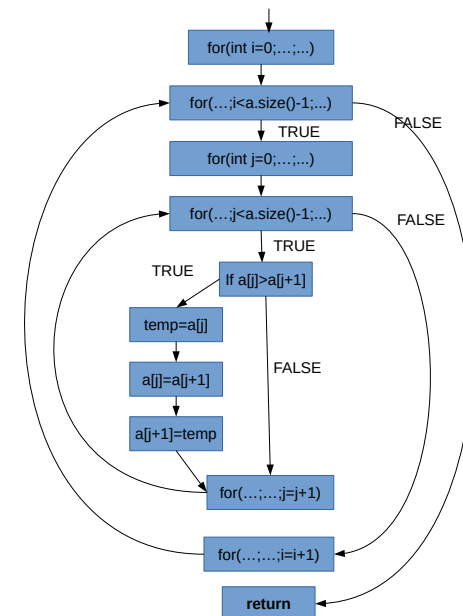 for(int i=0;…;...)
for(…;i<a.size()-1;...)
FALSE
TRUE
for(int j=0;…;...)
for(…;j<a.size()-1;...)
FALSE
TRUE
TRUE
If a[j]>a[j+1]
temp=a[j]
a[j]=a[j+1]
FALSE
a[j+1]=temp
for(…;…;j=j+1)
for(…;…;i=i+1)
return